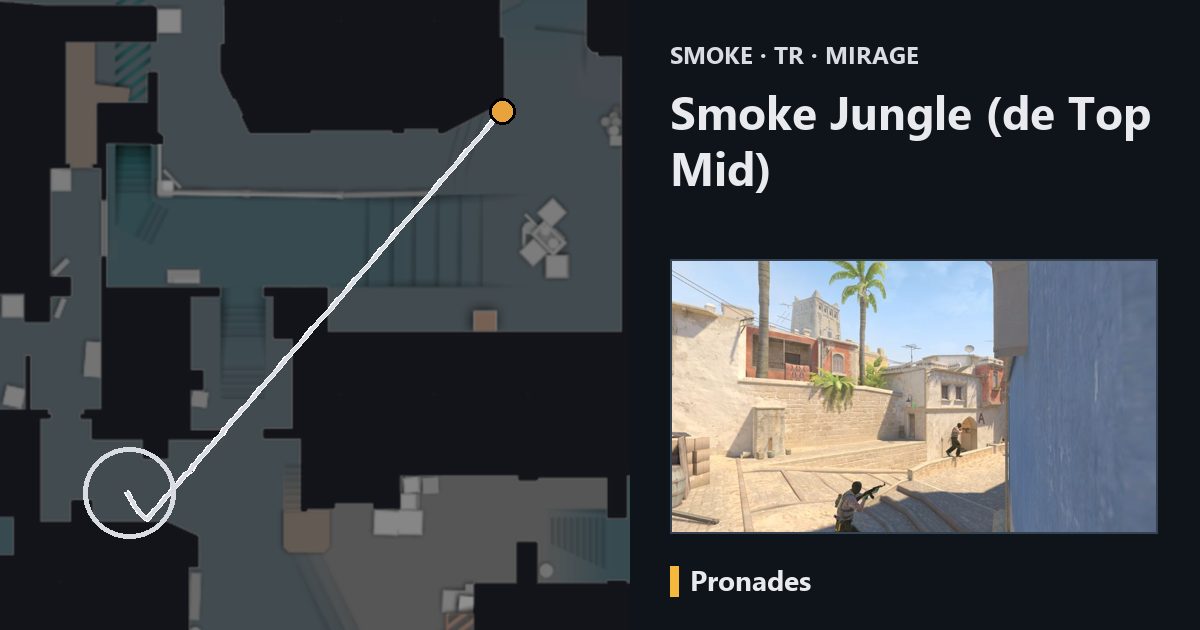 SMOKE · TR · MIRAGE
Smoke Jungle (de Top
Mid)
A
Pronades